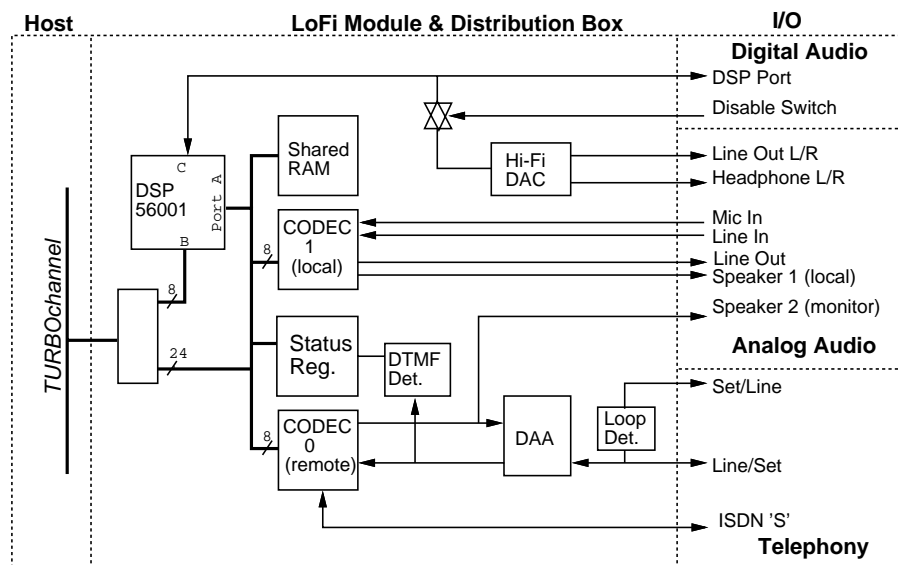 Host
LoFi Module & Distribution Box
I/O
Digital Audio
DSP Port
Disable Switch
Shared
RAM
Hi-Fi
DAC
Line Out L/R
Headphone L/R
C
DSP
56001
Port A
B
CODEC
1
(local)
8
Mic In
Line In
Line Out
Speaker 1 (local)
8
Speaker 2 (monitor)
TURBOchannel
24
Status
Reg.
DTMF
Det.
Analog Audio
Set/Line
CODEC
0
(remote)
8
DAA
Loop
Det.
Line/Set
ISDN 'S'
Telephony